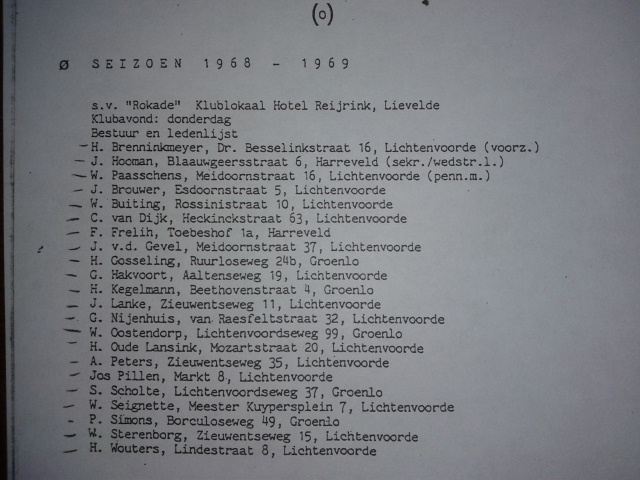 (o)
Ø SEIZOEN 1968 - 1969
s.v. "Rokade" Klublokaal Hotel Reijrink, Lievelde
Klubavond: donderdag
Bestuur en ledenlijst
- H. Brenninkmeyer, Dr. Besselinkstraat 16, Lichtenvoorde (voorz.)
- J. Hooman, Blaauwgeersstraat 6, Harreveld (sekr./wedstr.l.)
- W. Paasschens, Meidoornstraat 16, Lichtenvoorde (penn.m.)
- J. Brouwer, Esdoornstraat 5, Lichtenvoorde
- W. Buiting, Rossinistraat 10, Lichtenvoorde
- C. van Dijk, Heckinckstraat 63, Lichtenvoorde
- F. Frelih, Toebeshof 1a, Harreveld
- J. v.d. Gevel, Meidoornstraat 37, Lichtenvoorde
- H. Gosseling, Ruurloseweg 24b, Groenlo
- G. Hakvoort, Aaltenseweg 19, Lichtenvoorde
- H. Kegelmann, Beethovenstraat 4, Groenlo
- J. Lanke, Zieuwentseweg 11, Lichtenvoorde
- G. Nijenhuis, van Raesfeltstraat 32, Lichtenvoorde
- W. Oostendorp, Lichtenvoordseweg 99, Groenlo
- H. Oude Lansink, Mozartstraat 20, Lichtenvoorde
- A. Peters, Zieuwentseweg 35, Lichtenvoorde
- Jos Pillen, Markt 8, Lichtenvoorde
- S. Scholte, Lichtenvoordseweg 37, Groenlo
- W. Seignette, Meester Kuypersplein 7, Lichtenvoorde
- P. Simons, Borculoseweg 49, Groenlo
- W. Sterenborg, Zieuwentseweg 15, Lichtenvoorde
- H. Wouters, Lindestraat 8, Lichtenvoorde